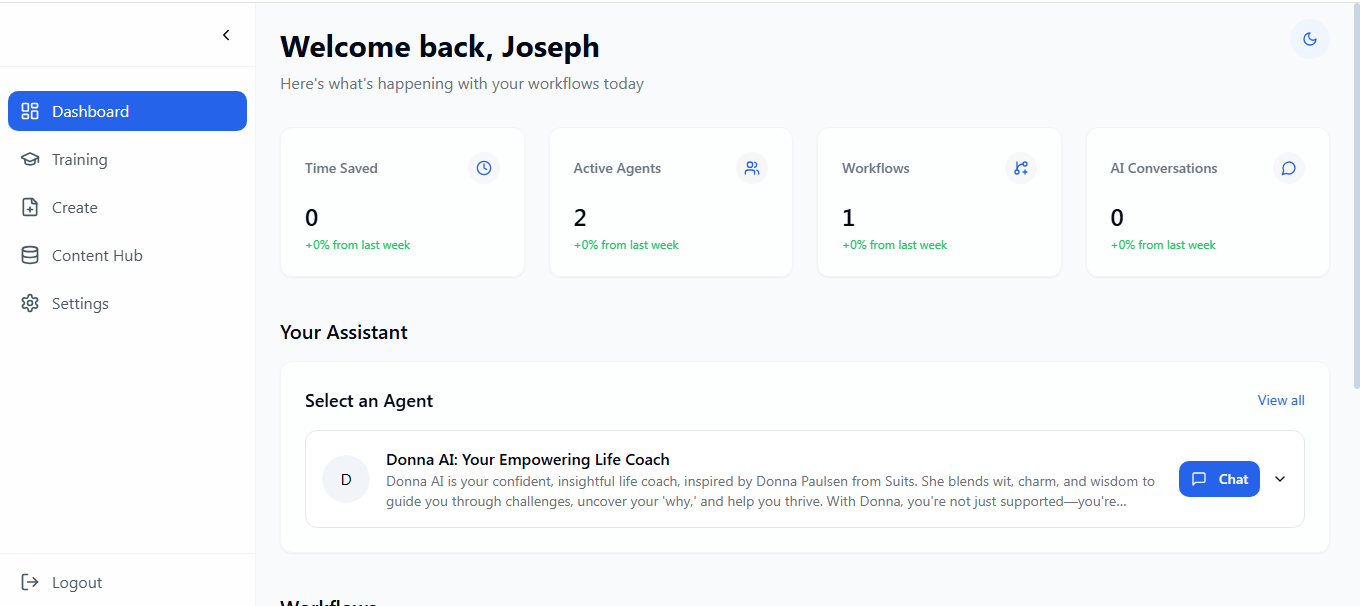 Welcome back, Joseph
Here's what's happening with your workflows today
Dashboard
Training
Create
Content Hub
Settings
Logout
Time Saved
0
+0% from last week
Active Agents
2
+0% from last week
Workflows
1
+0% from last week
AI Conversations
0
+0% from last week
Your Assistant
Select an Agent
View all
D
Donna AI: Your Empowering Life Coach
Donna AI is your confident, insightful life coach, inspired by Donna Paulsen from Suits. She blends wit, charm, and wisdom to
guide you through challenges, uncover your 'why,' and help you thrive. With Donna, you're not just supported—you're...
Chat
Workflows